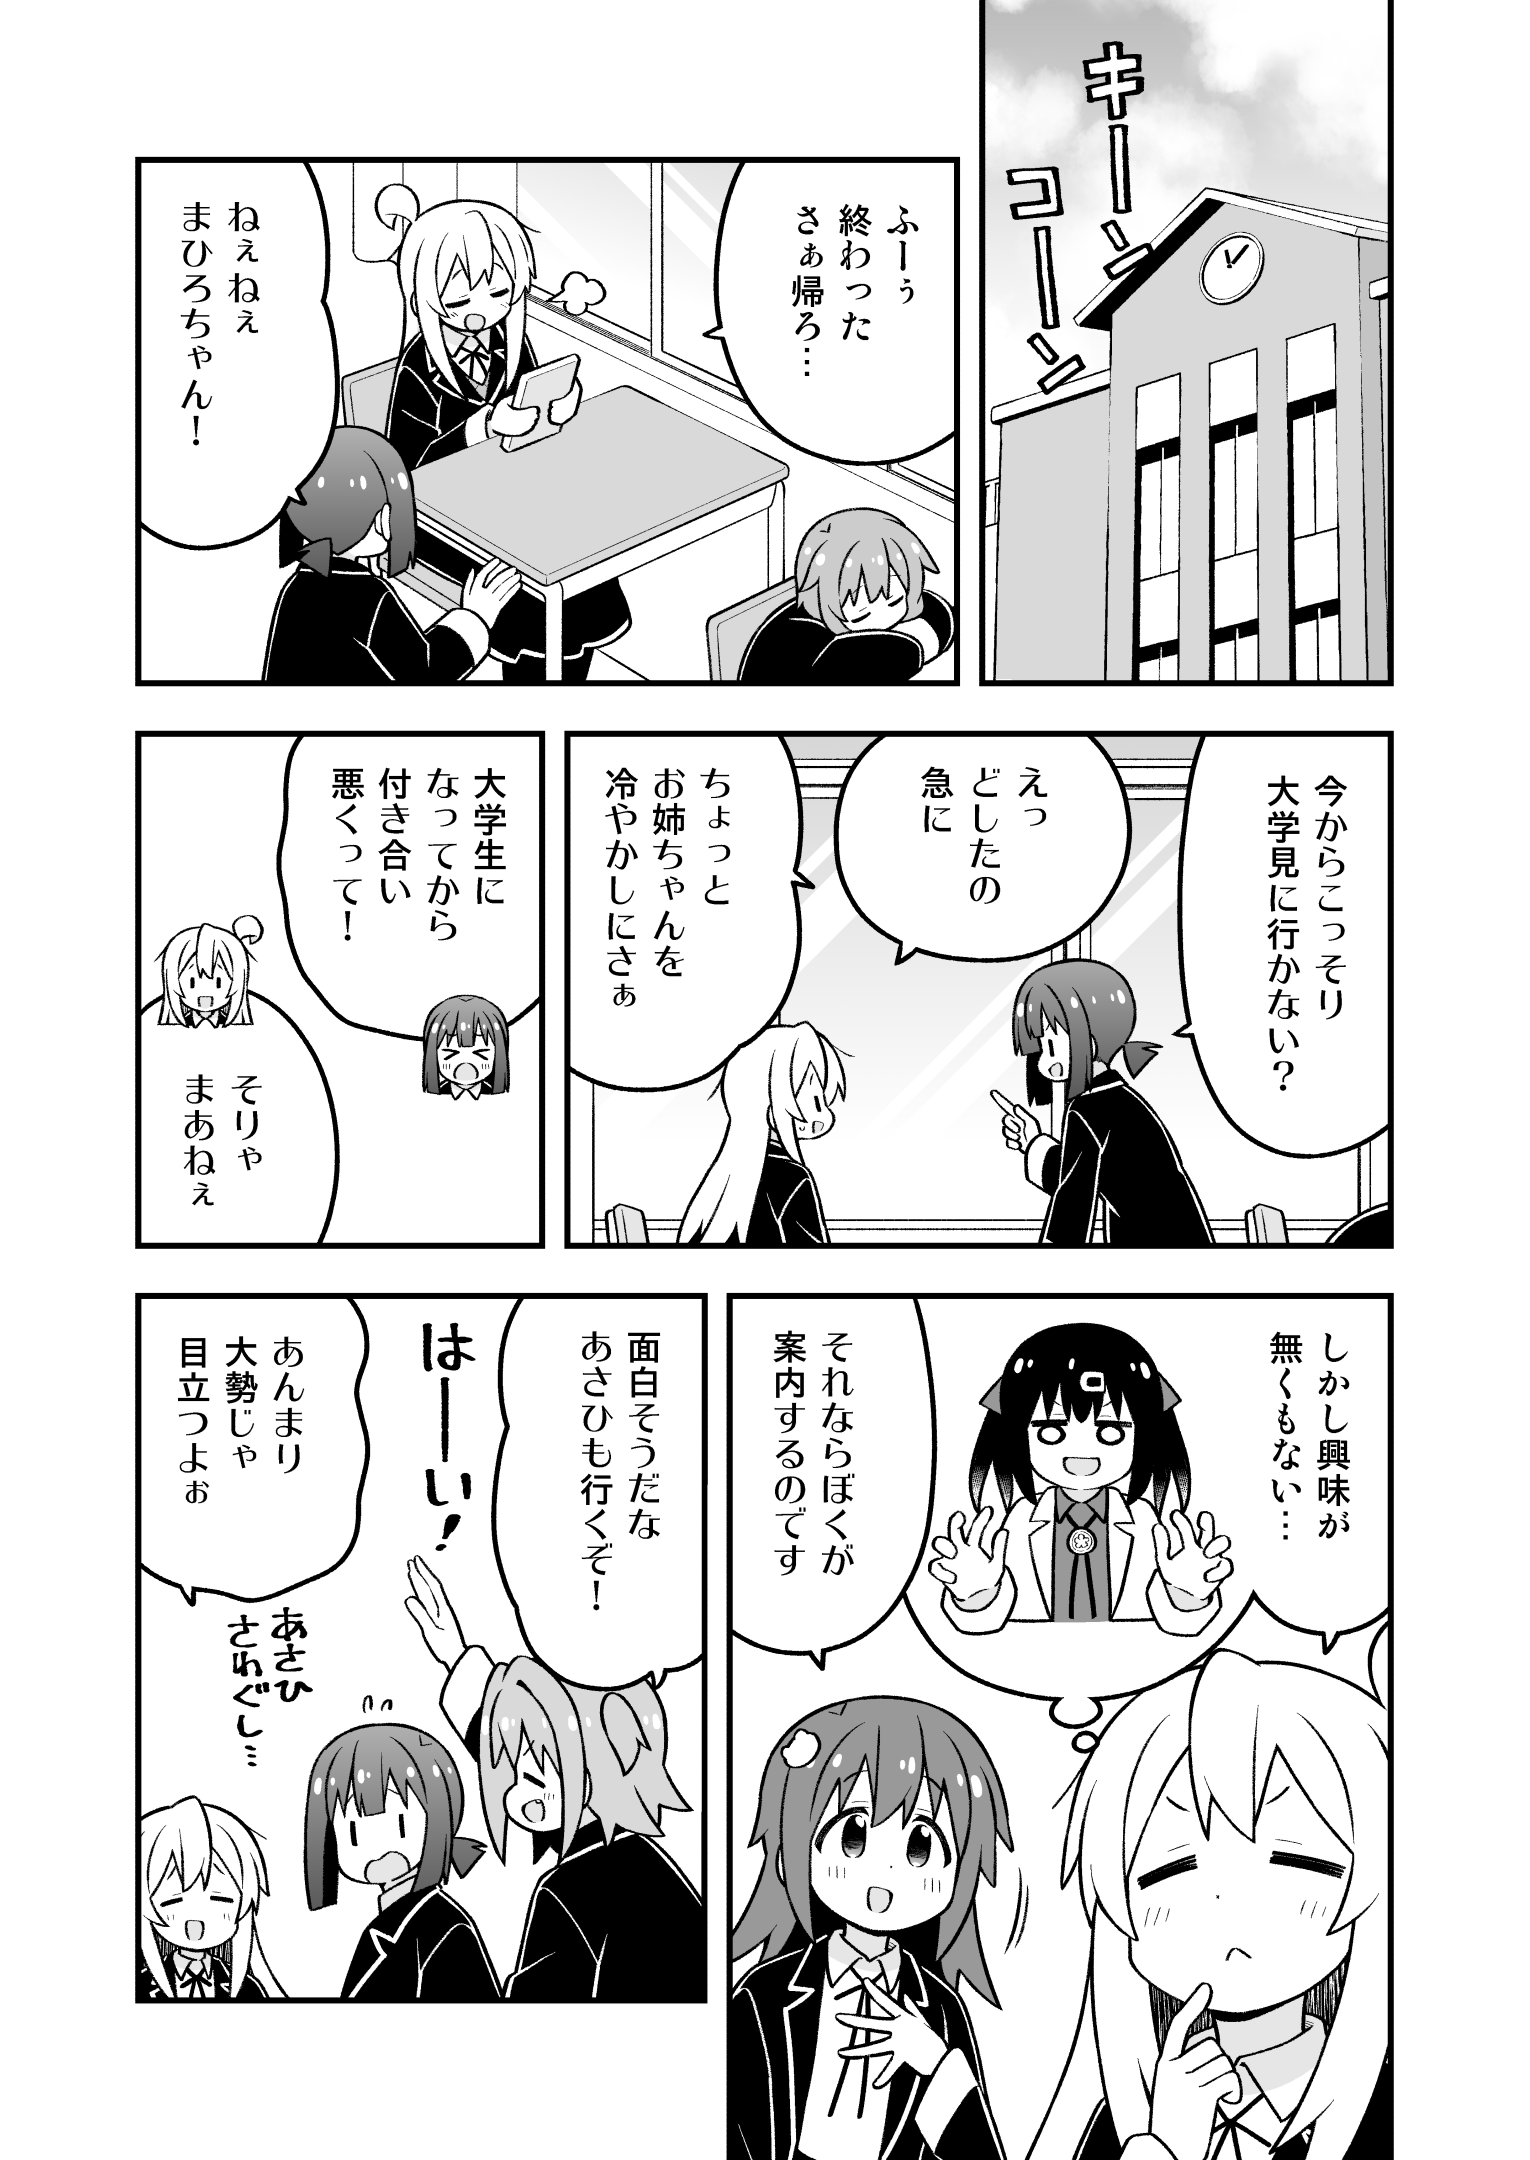 キーン
コーン
ふーぅ
終わった
さぁ帰ろ…
ねぇねぇ
まひろちゃん！
今からこっそり
大学見に行かない？
えっ
どしたの
急に
ちょっと
お姉ちゃんを
冷やかしにさぁ
大学生に
なってから
付き合い
悪くって！
そりゃ
まあねぇ
しかし興味が
無くもない…
それならぼくが
案内するのです
面白そうだな
あさひも行くぞ！
はーい！
あんまり
大勢じゃ
目立つよぉ
あさひ
さわぐし…